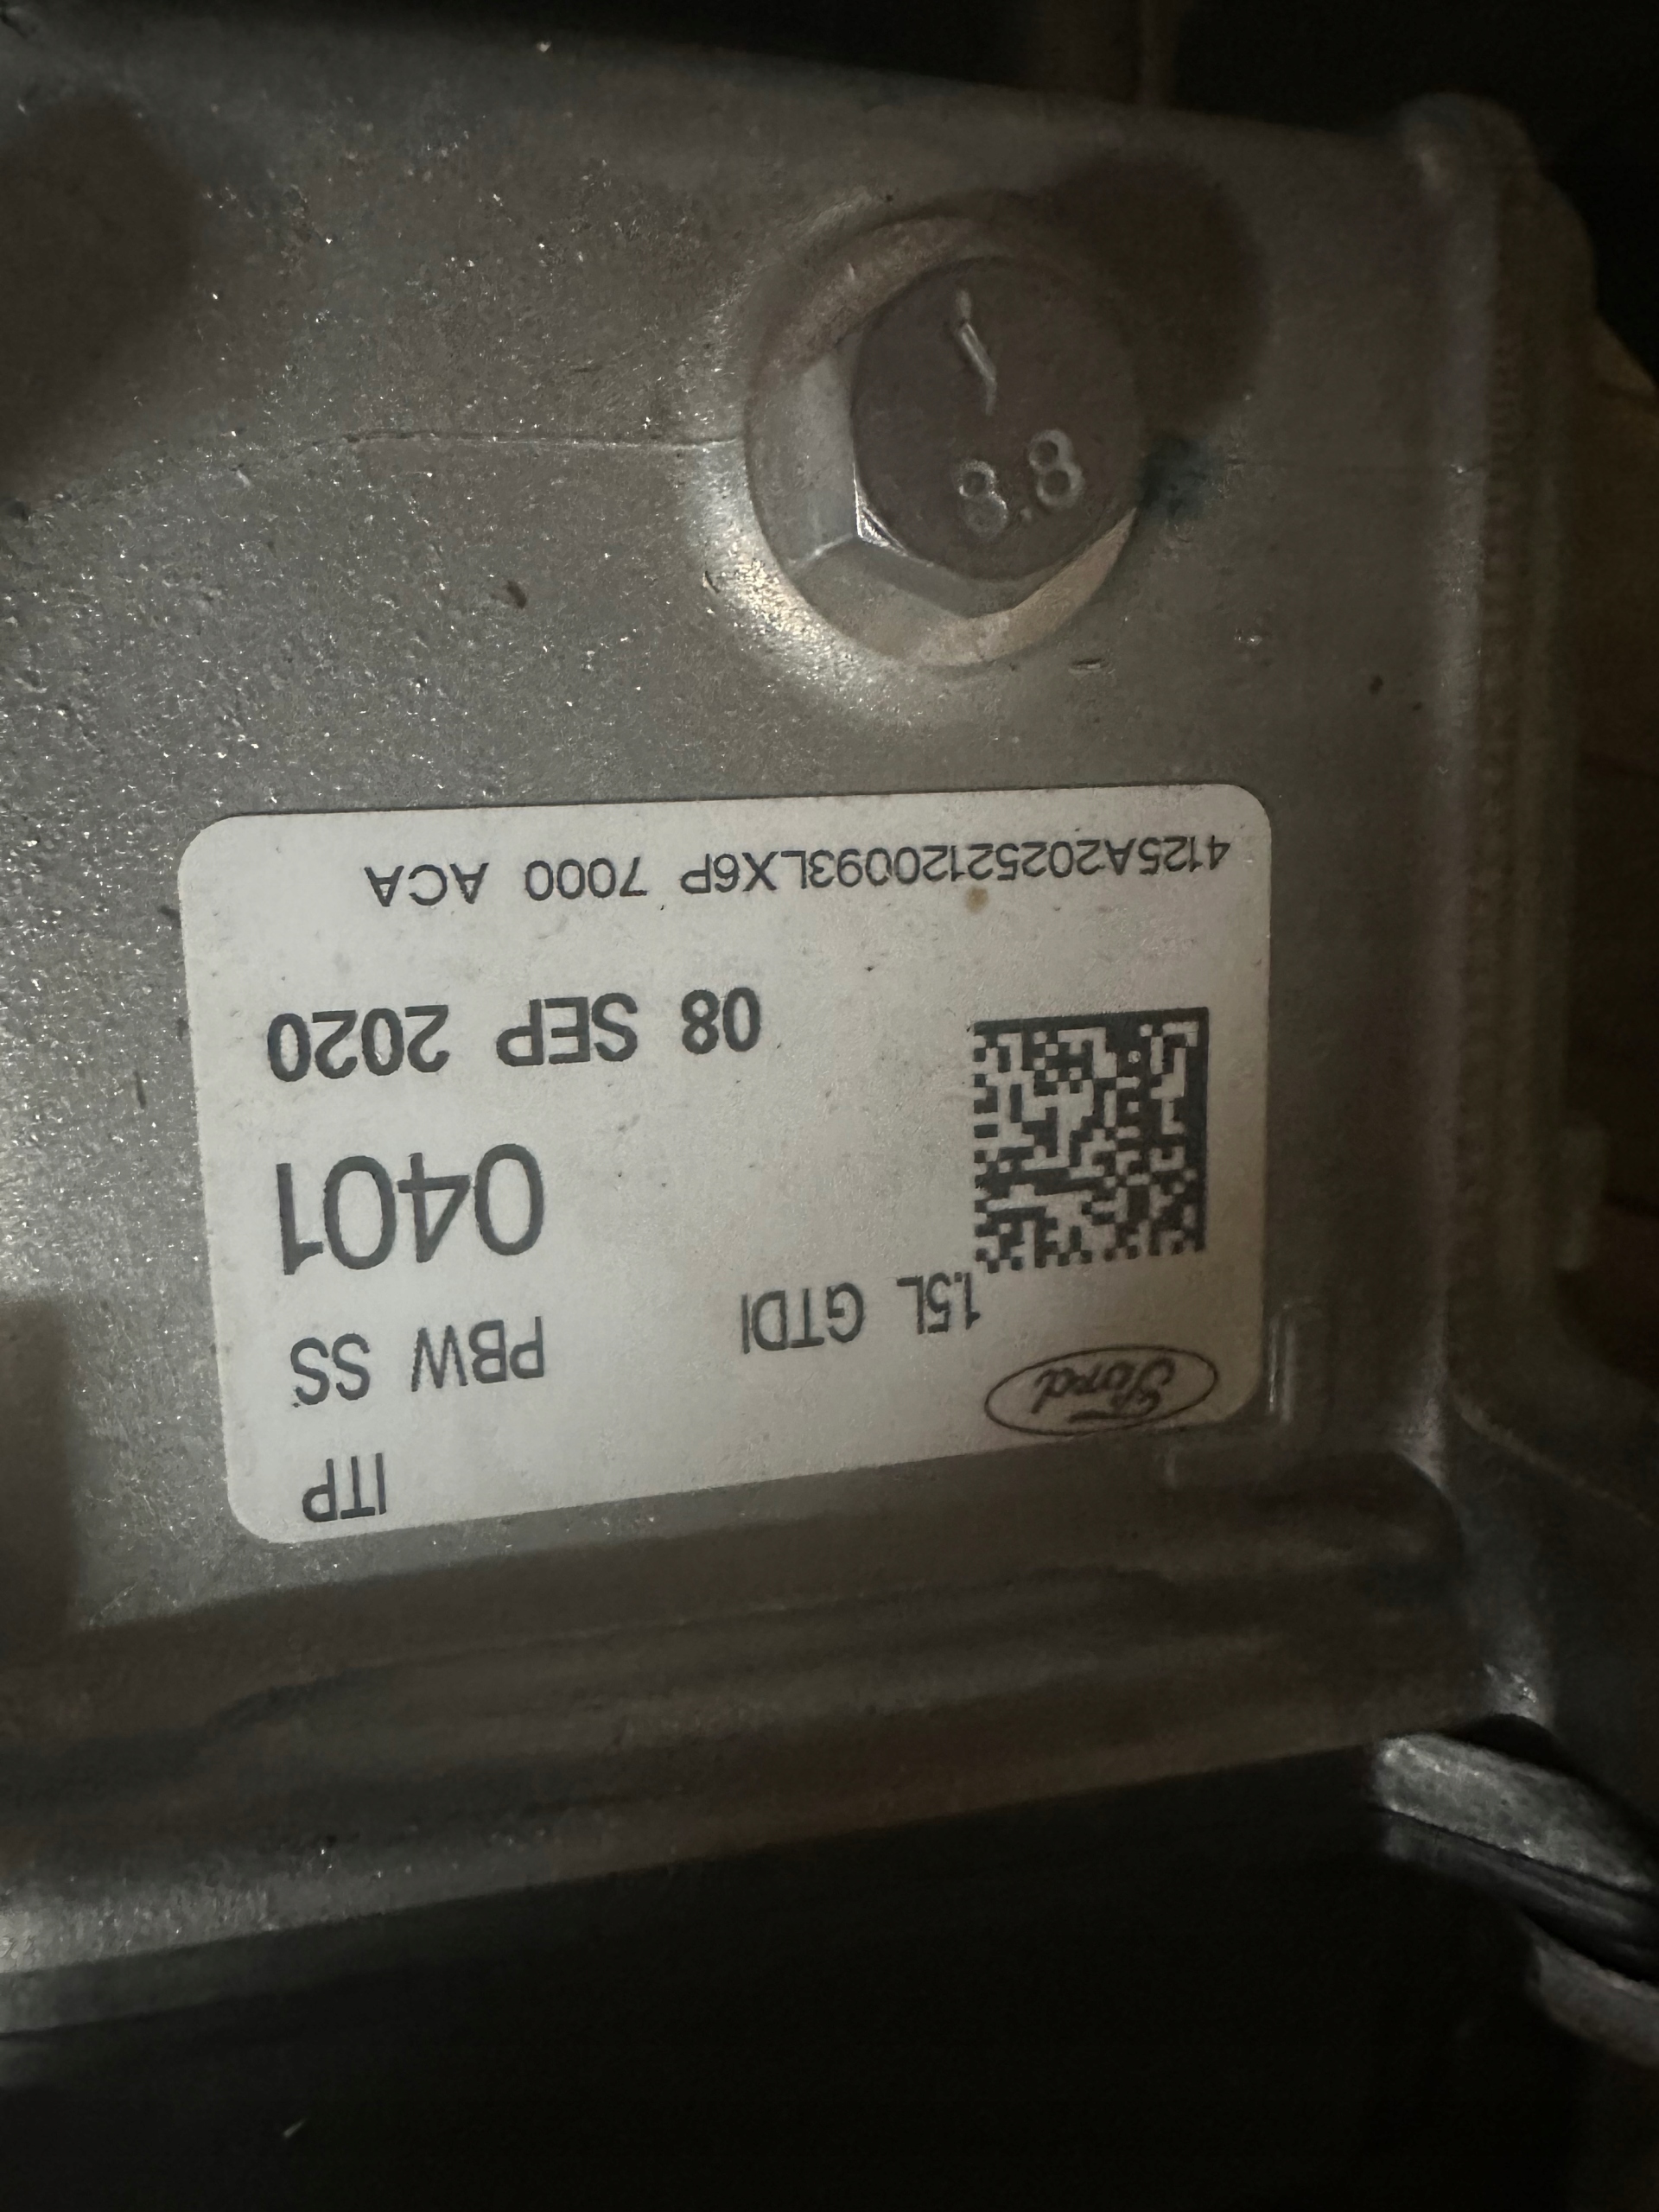 ITP
Ford
1.5L GTDI
PBW SS
0401
08 SEP 2020
4125A20252120093LX6P 7000 ACA
8.8